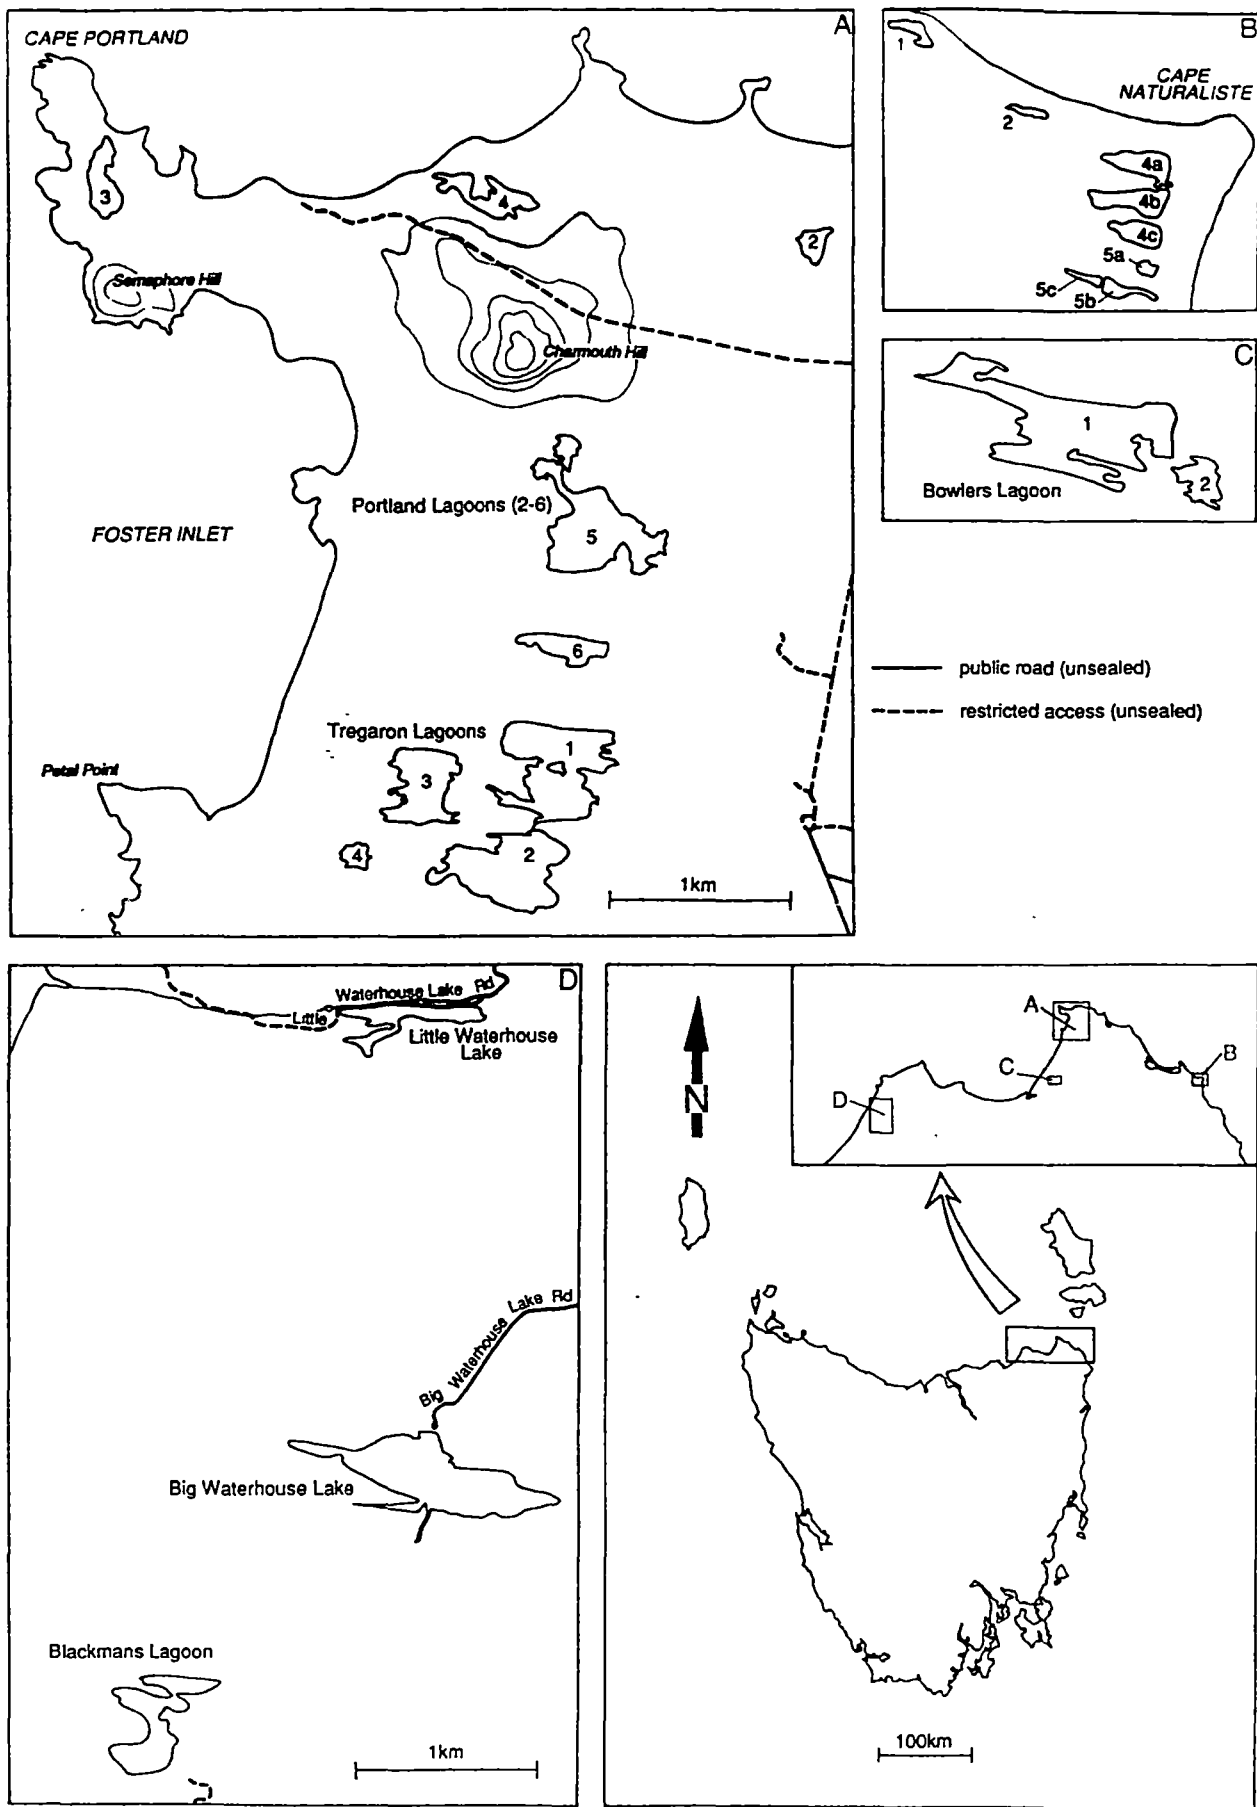 A
CAPE PORTLAND
3
4
2
Semaphore Hill
Charmouth Hill
Portland Lagoons (2-6)
5
FOSTER INLET
6
Tregaron Lagoons
1
3
Petal Point
4
2
1km
B
1
CAPE
NATURALISTE
2
4a
4b
4c
5a
5c
5b
C
1
Bowlers Lagoon
2
public road (unsealed)
restricted access (unsealed)
D
Little Waterhouse Lake Rd
Little Waterhouse
Lake
Big Waterhouse Lake Rd
Big Waterhouse Lake
Blackmans Lagoon
1km
A
B
C
D
N
100km